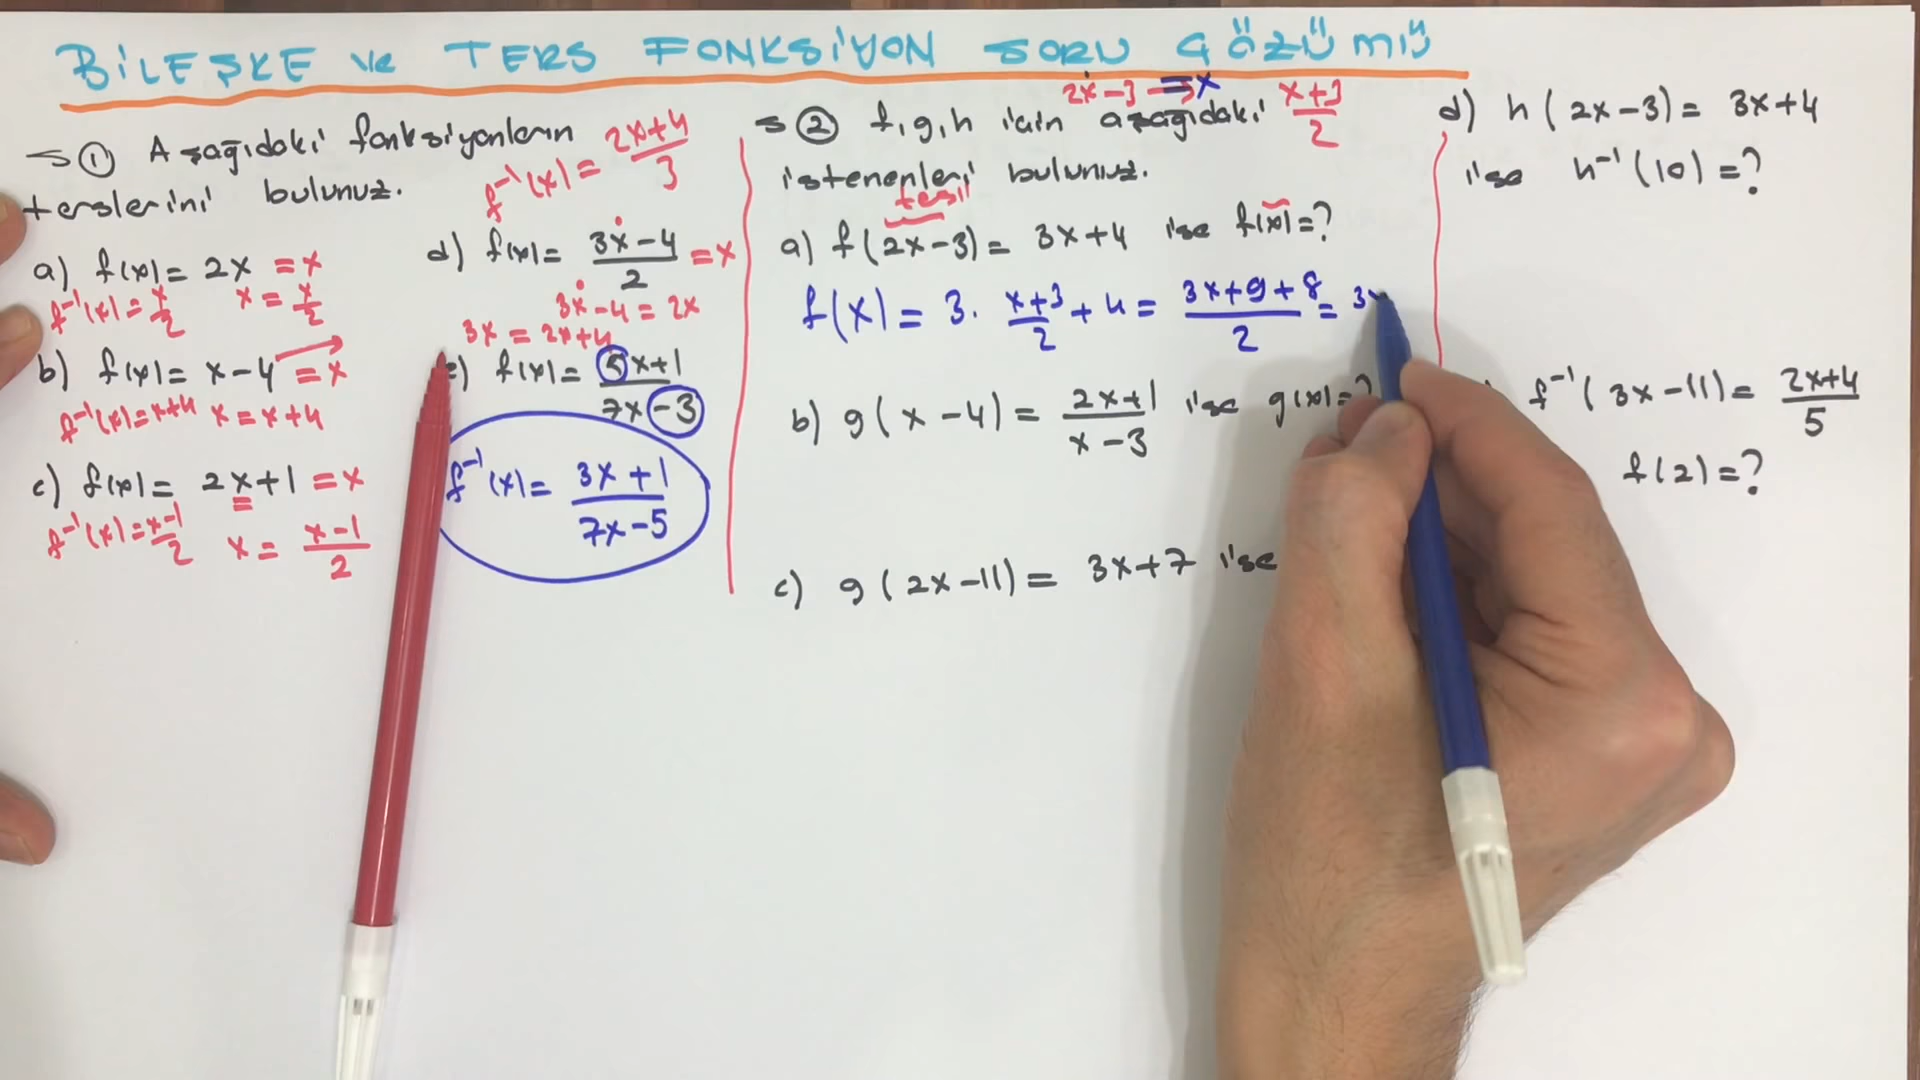 BİLEŞKE ve TERS FONKSİYON SORU ÇÖZÜMÜ
S① Aşağıdaki fonksiyonların
terslerini bulunuz.
a) f(x) = 2x = x
f⁻¹(x) = x/2   x = x/2
b) f(x) = x-4 = x
f⁻¹(x) = x+4   x = x+4
c) f(x) = 2x+1 = x
f⁻¹(x) = x-1/2   x = x-1/2
f⁻¹(x) = 2x+4/3
d) f(x) = 3x-4/2 = x
3x-4 = 2x
3x = 2x+4
) f(x) = 5x+1/7x-3
f⁻¹(x) = 3x+1/7x-5
2x-3 → = x   x+3/2
S② f,g,h için aşağıdaki
istenenleri bulunuz.
tersi
a) f(2x-3) = 3x+4 ise f(x) = ?
f(x) = 3. x+3/2 + 4 = 3x+9+8/2 = 3x
b) g(x-4) = 2x+1/x-3 ise g(x) = ?
c) g(2x-11) = 3x+7 ise
d) h(2x-3) = 3x+4
ise h⁻¹(10) = ?
f⁻¹(3x-11) = 2x+4/5
f(2) = ?